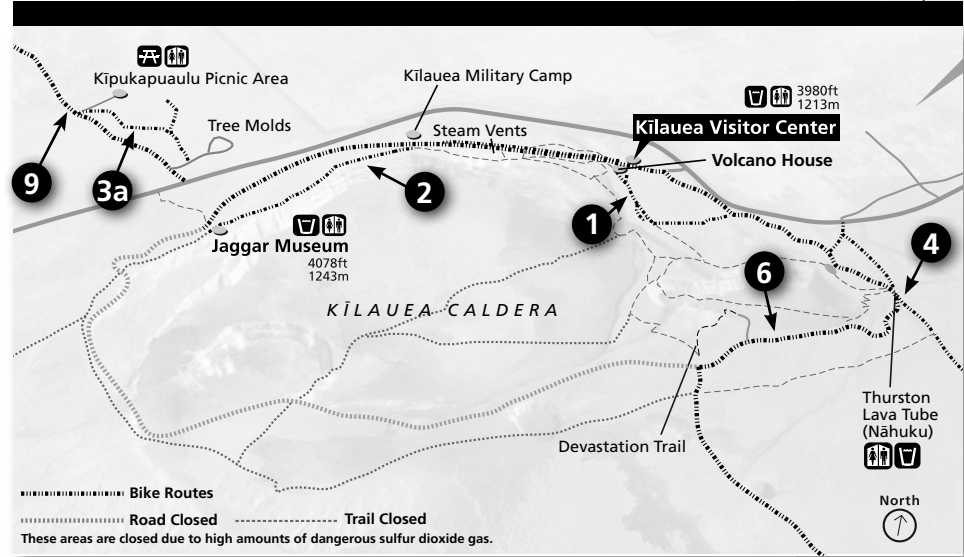 Kīpukapuaulu Picnic Area
Kīlauea Military Camp
3980ft
1213m
Tree Molds
Steam Vents
Kīlauea Visitor Center
Volcano House
9
3a
2
1
4
6
Jaggar Museum
4078ft
1243m
KĪLAUEA CALDERA
Thurston
Lava Tube
(Nāhuku)
Devastation Trail
Bike Routes
North
Road Closed
Trail Closed
These areas are closed due to high amounts of dangerous sulfur dioxide gas.